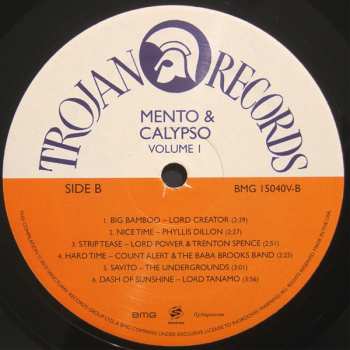 TROJAN RECORDS
MENTO &
CALYPSO
VOLUME I
SIDE B
BMG 15040V-B
1. BIG BAMBOO – LORD CREATOR (2:39)
2. NICE TIME – PHYLLIS DILLON (2:27)
3. STRIPTEASE – LORD POWER & TRENTON SPENCE (2:51)
4. HARD TIME – COUNT ALERT & THE BABA BROOKS BAND (2:25)
5. SAVITO – THE UNDERGROUNDS (3:01)
6. DASH OF SUNSHINE – LORD TANAMO (3:56)
BMG